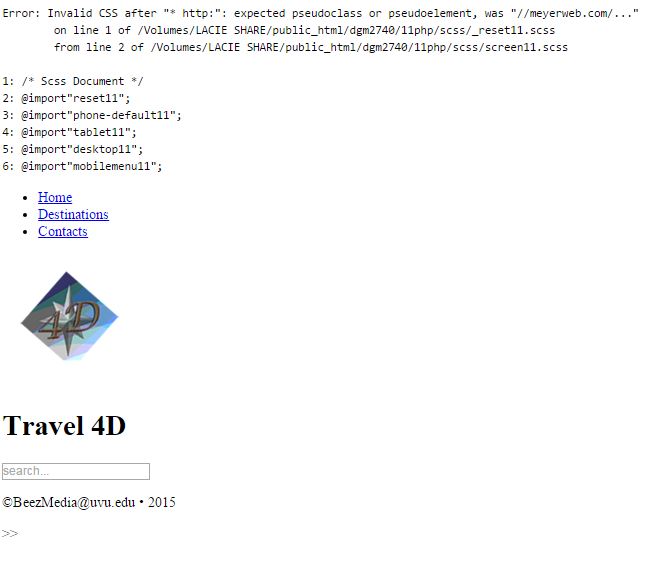 Error: Invalid CSS after "* http:": expected pseudoclass or pseudoelement, was "//meyerweb.com/..."
on line 1 of /Volumes/LACIE SHARE/public_html/dgm2740/11php/scss/_reset11.scss
from line 2 of /Volumes/LACIE SHARE/public_html/dgm2740/11php/scss/screen11.scss
1: /* Scss Document */
2: @import"reset11";
3: @import"phone-default11";
4: @import"tablet11";
5: @import"desktop11";
6: @import"mobilemenu11";
• Home
• Destinations
• Contacts
4D
Travel 4D
search...
©BeezMedia@uvu.edu • 2015
>>